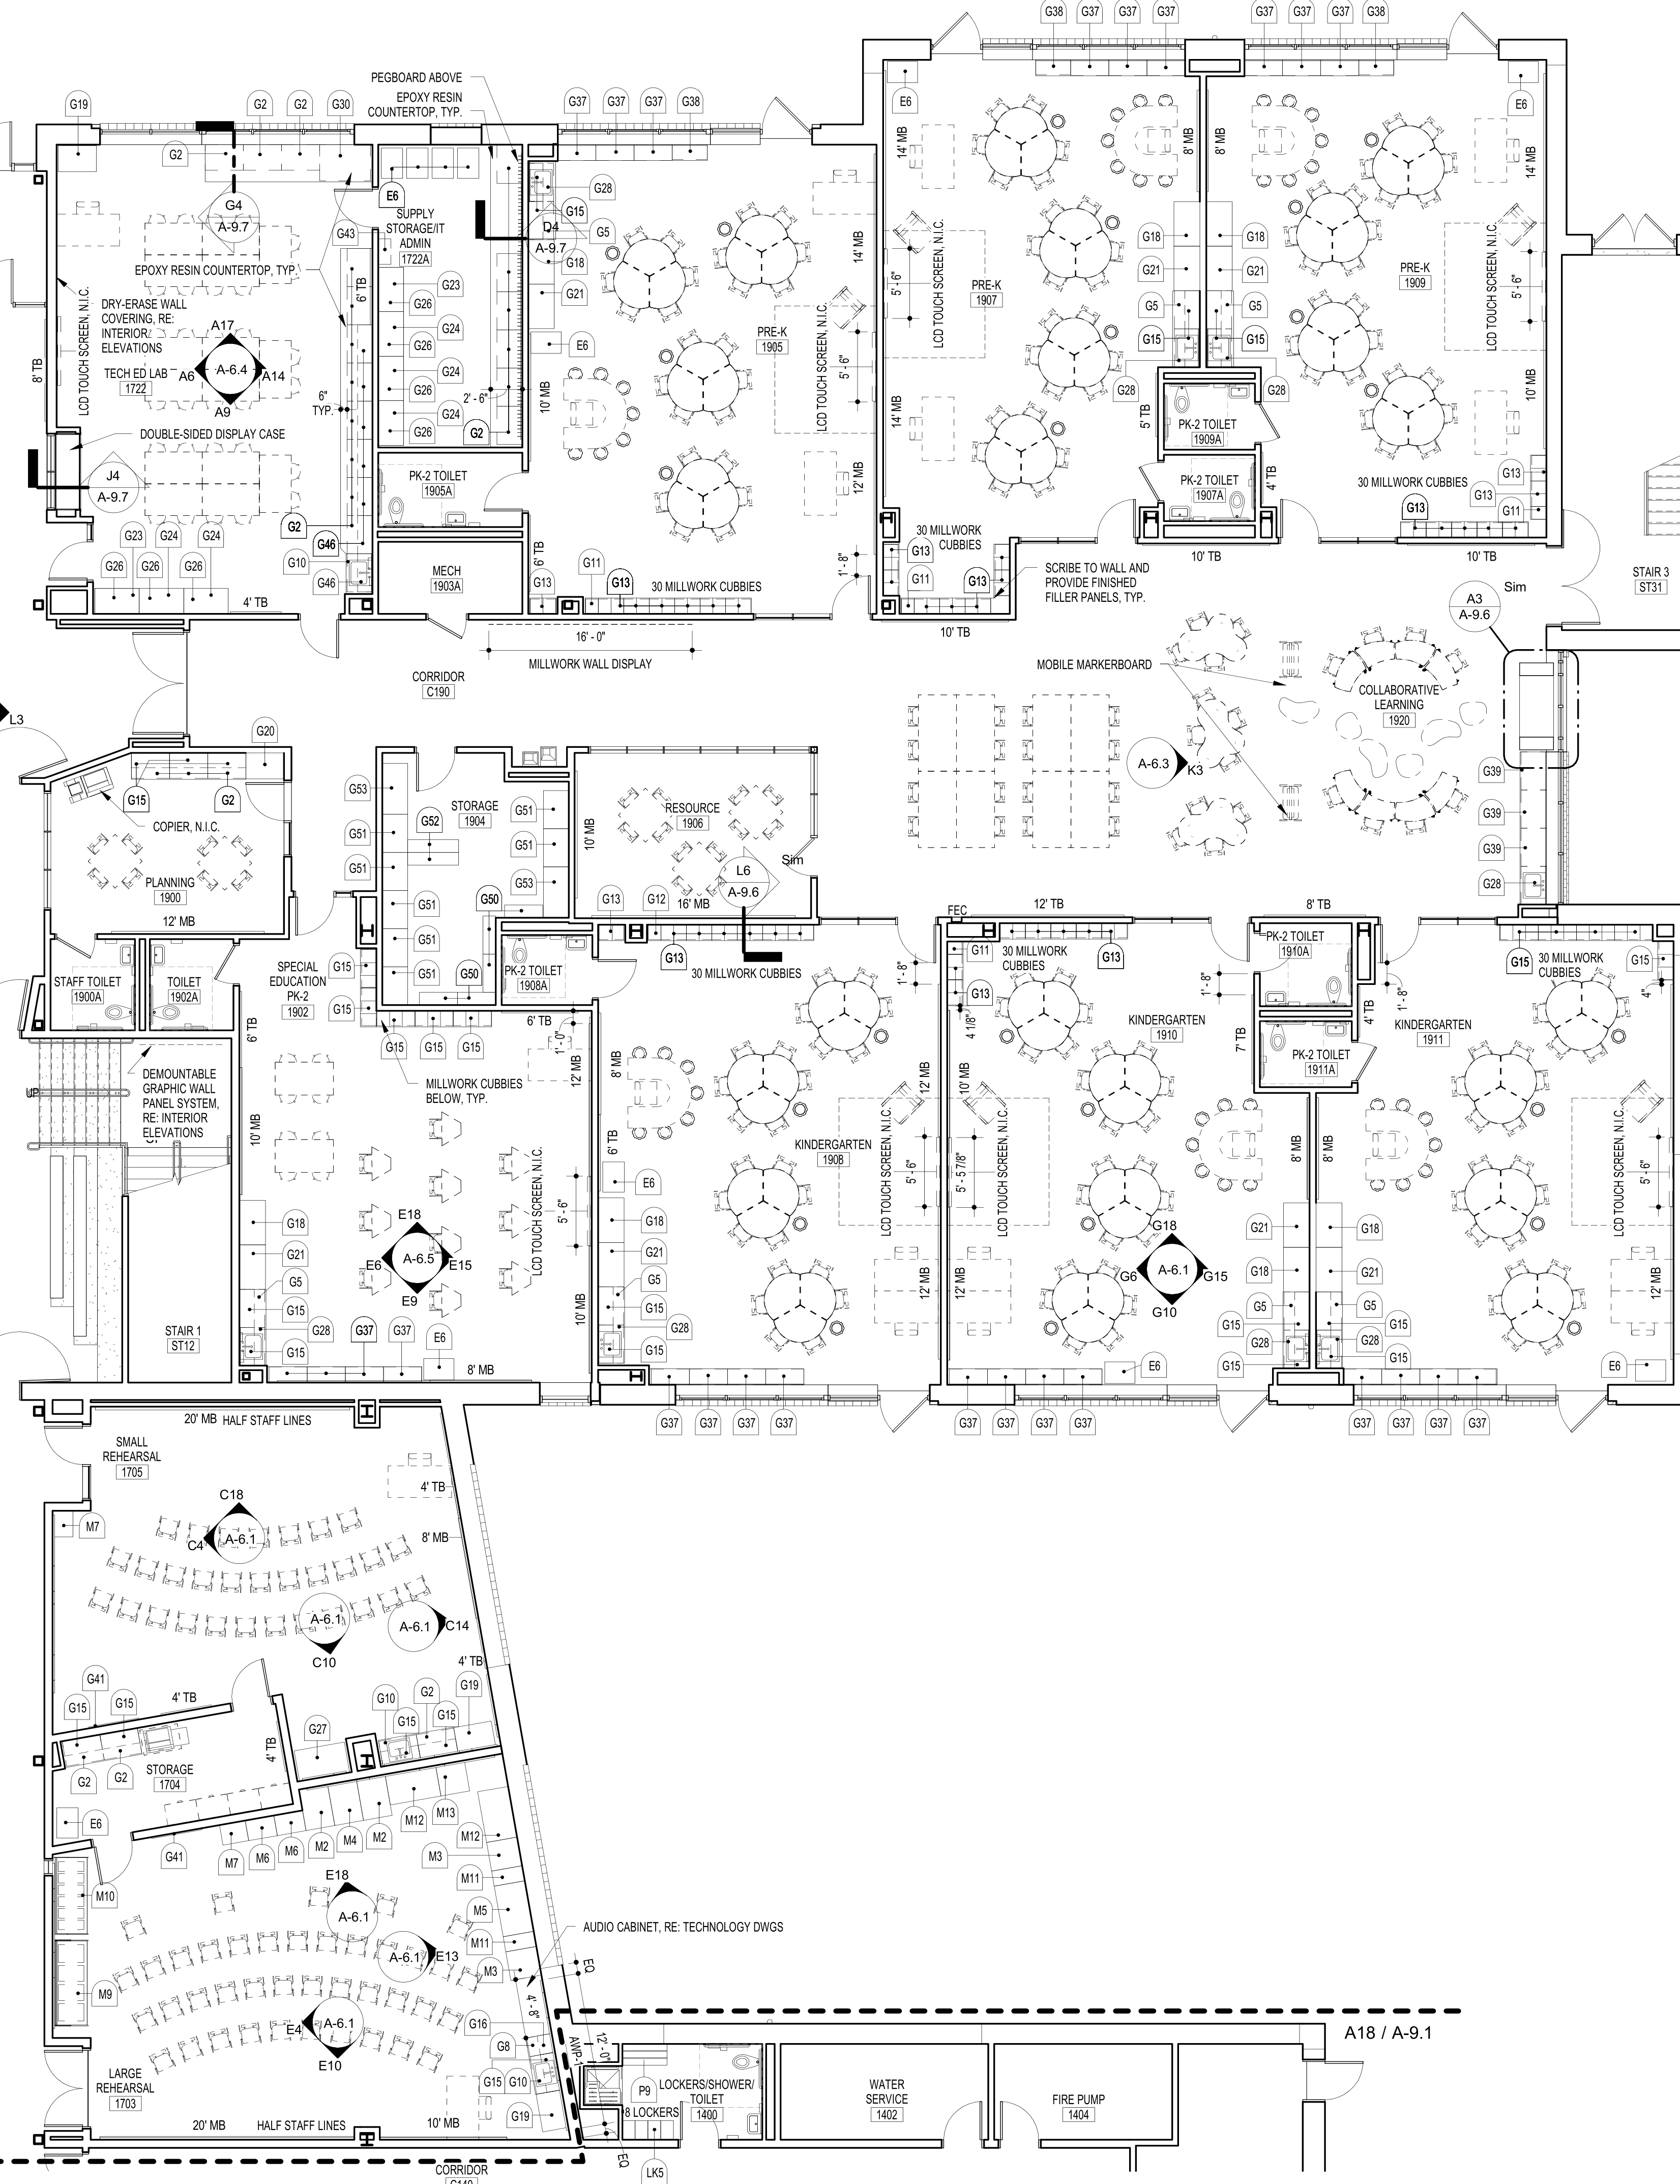 G38
G37
G37
G37
G37
G37
G37
G38
PEGBOARD ABOVE
EPOXY RESIN
COUNTERTOP, TYP.
G19
G2
G2
G30
G37
G37
G37
G38
E6
E6
G2
E6
SUPPLY
STORAGE/IT
ADMIN
1722A
G4
A-9.7
G43
D4
A-9.7
G28
G15
G5
G18
G21
14' MB
8' MB
8' MB
14' MB
14' MB
EPOXY RESIN COUNTERTOP, TYP.
6' TB
G23
G26
G24
G26
G24
G26
G24
G26
G2
2' - 6"
DRY-ERASE WALL
COVERING, RE:
INTERIOR
ELEVATIONS
LCD TOUCH SCREEN, N.I.C.
8' TB
TECH ED LAB
1722
A17
A6
A-6.4
A14
A9
6"
TYP.
DOUBLE-SIDED DISPLAY CASE
J4
A-9.7
E6
10' MB
PRE-K
1905
5' - 6"
LCD TOUCH SCREEN, N.I.C.
12' MB
LCD TOUCH SCREEN, N.I.C.
5' - 6"
PRE-K
1907
14' MB
G18
G21
G5
G15
G28
G18
G21
G5
G15
G28
PRE-K
1909
LCD TOUCH SCREEN, N.I.C.
5' - 6"
10' MB
5' TB
PK-2 TOILET
1909A
PK-2 TOILET
1907A
4' TB
30 MILLWORK CUBBIES
G13
G13
G13
G11
PK-2 TOILET
1905A
G2
G46
G10
G46
G23
G24
G24
G26
G26
G26
4' TB
MECH
1903A
6' TB
G13
G11
G13
30 MILLWORK CUBBIES
1' - 8"
30 MILLWORK
CUBBIES
G13
G11
G13
10' TB
10' TB
10' TB
SCRIBE TO WALL AND
PROVIDE FINISHED
FILLER PANELS, TYP.
STAIR 3
ST31
A3
A-9.6
Sim
16' - 0"
MILLWORK WALL DISPLAY
CORRIDOR
C190
MOBILE MARKERBOARD
COLLABORATIVE
LEARNING
1920
A-6.3
K3
L3
G20
G15
G2
COPIER, N.I.C.
PLANNING
1900
12' MB
G53
G51
G51
G51
G51
G51
STORAGE
1904
G52
G51
G51
G53
G50
G50
10' MB
RESOURCE
1906
L6
A-9.6
Sim
16' MB
G39
G39
G39
G28
G13
G12
G13
30 MILLWORK CUBBIES
FEC
12' TB
8' TB
G11
30 MILLWORK
CUBBIES
G13
G13
PK-2 TOILET
1910A
30 MILLWORK
CUBBIES
G15
G15
STAFF TOILET
1900A
TOILET
1902A
SPECIAL
EDUCATION
PK-2
1902
G15
G15
PK-2 TOILET
1908A
6' TB
6' TB
1' - 0"
12' MB
G15
G15
G15
MILLWORK CUBBIES
BELOW, TYP.
1' - 8"
4 1/8"
1' - 8"
4' TB
1' - 8"
4"
KINDERGARTEN
1910
KINDERGARTEN
1911
7' TB
PK-2 TOILET
1911A
DEMOUNTABLE
GRAPHIC WALL
PANEL SYSTEM,
RE: INTERIOR
ELEVATIONS
UP
10' MB
8' MB
12' MB
10' MB
6' TB
KINDERGARTEN
1908
LCD TOUCH SCREEN, N.I.C.
5' - 6"
5' - 5 7/8"
LCD TOUCH SCREEN, N.I.C.
8' MB
8' MB
LCD TOUCH SCREEN, N.I.C.
5' - 6"
LCD TOUCH SCREEN, N.I.C.
5' - 6"
E6
G18
G21
G5
G15
G28
G15
E18
E6
A-6.5
E15
E9
G18
G21
G5
G15
G28
G15
G18
G6
A-6.1
G15
G10
G21
G18
G5
G15
G28
G15
G18
G21
G5
G15
G28
G15
12' MB
12' MB
12' MB
10' MB
STAIR 1
ST12
G37
G37
E6
8' MB
E6
E6
G37
G37
G37
G37
G37
G37
G37
G37
G37
G37
G37
G37
20' MB
HALF STAFF LINES
SMALL
REHEARSAL
1705
4' TB
8' MB
M7
C18
C4
A-6.1
A-6.1
C10
A-6.1
C14
4' TB
G41
G15
G15
4' TB
G10
G15
G2
G15
G19
G27
4' TB
G2
G2
STORAGE
1704
E6
G41
M7
M6
M6
M2
M4
M2
M12
M13
M12
M3
M11
M5
M11
M3
M10
M9
E18
A-6.1
A-6.1
E13
E4
A-6.1
E10
AUDIO CABINET, RE: TECHNOLOGY DWGS
EQ
4' - 8"
G16
G8
G15
G10
G19
AWP-1
12' - 0"
EQ
LARGE
REHEARSAL
1703
20' MB
HALF STAFF LINES
10' MB
A18 / A-9.1
P9
LOCKERS/SHOWER/
TOILET
1400
8 LOCKERS
LK5
WATER
SERVICE
1402
FIRE PUMP
1404
CORRIDOR